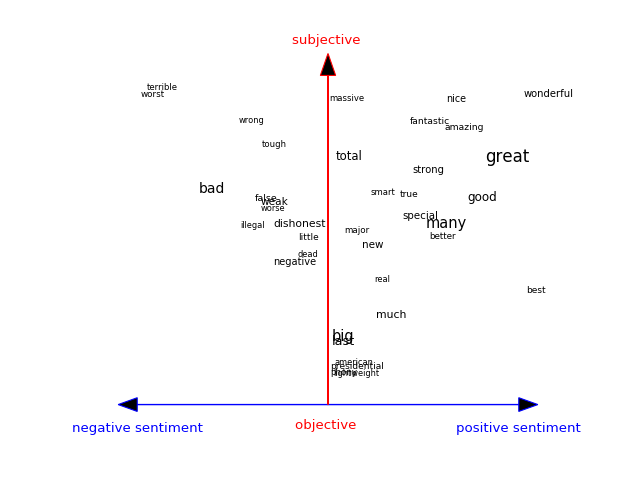 subjective
terrible
worst
massive
nice
wonderful
wrong
fantastic
amazing
tough
total
great
strong
bad
smart
true
good
false
weak
worse
special
illegal
dishonest
many
major
little
better
new
dead
negative
real
best
much
big
last
american
presidential
phony
lightweight
objective
negative sentiment
positive sentiment